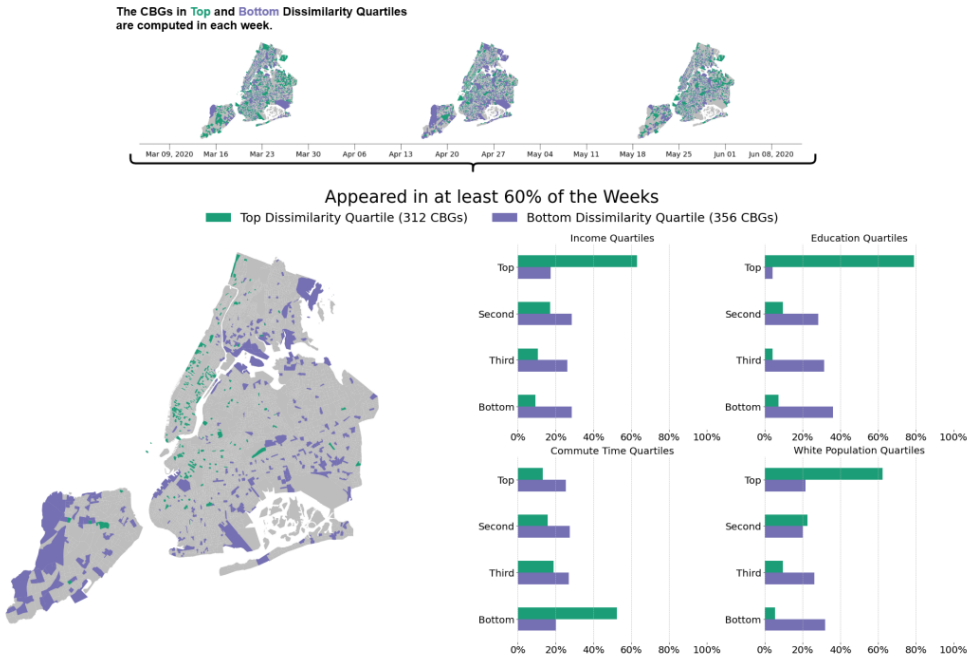 The CBGs in Top and Bottom Dissimilarity Quartiles
are computed in each week.
Mar 09, 2020 Mar 16 Mar 23 Mar 30 Apr 06 Apr 13 Apr 20 Apr 27 May 04 May 11 May 18 May 25 Jun 01 Jun 08, 2020
Appeared in at least 60% of the Weeks
Top Dissimilarity Quartile (312 CBGs) Bottom Dissimilarity Quartile (356 CBGs)
Income Quartiles Education Quartiles
Top Top
Second Second
Third Third
Bottom Bottom
0% 20% 40% 60% 80% 100% 0% 20% 40% 60% 80% 100%
Commute Time Quartiles White Population Quartiles
Top Top
Second Second
Third Third
Bottom Bottom
0% 20% 40% 60% 80% 100% 0% 20% 40% 60% 80% 100%